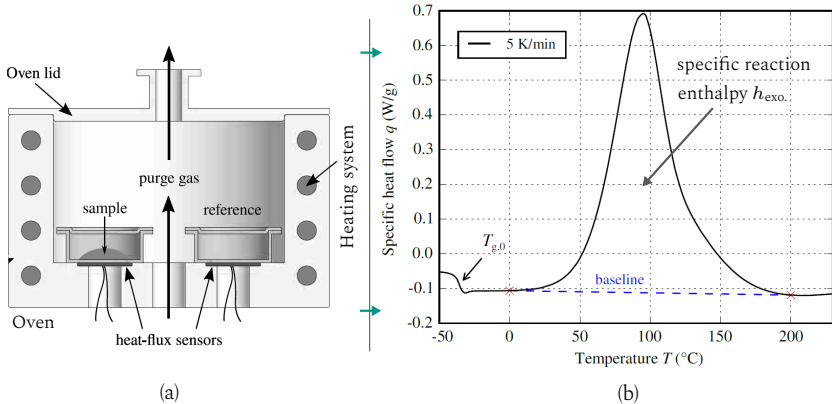 Oven lid
purge gas
sample
reference
Heating system
Oven
heat-flux sensors
(a)
0.7
0.6
0.5
0.4
0.3
0.2
0.1
0.0
-0.1
-0.2
Specific heat flow q (W/g)
5 K/min
specific reaction
enthalpy hexo.
Tg,0
baseline
-50 0 50 100 150 200
Temperature T (°C)
(b)